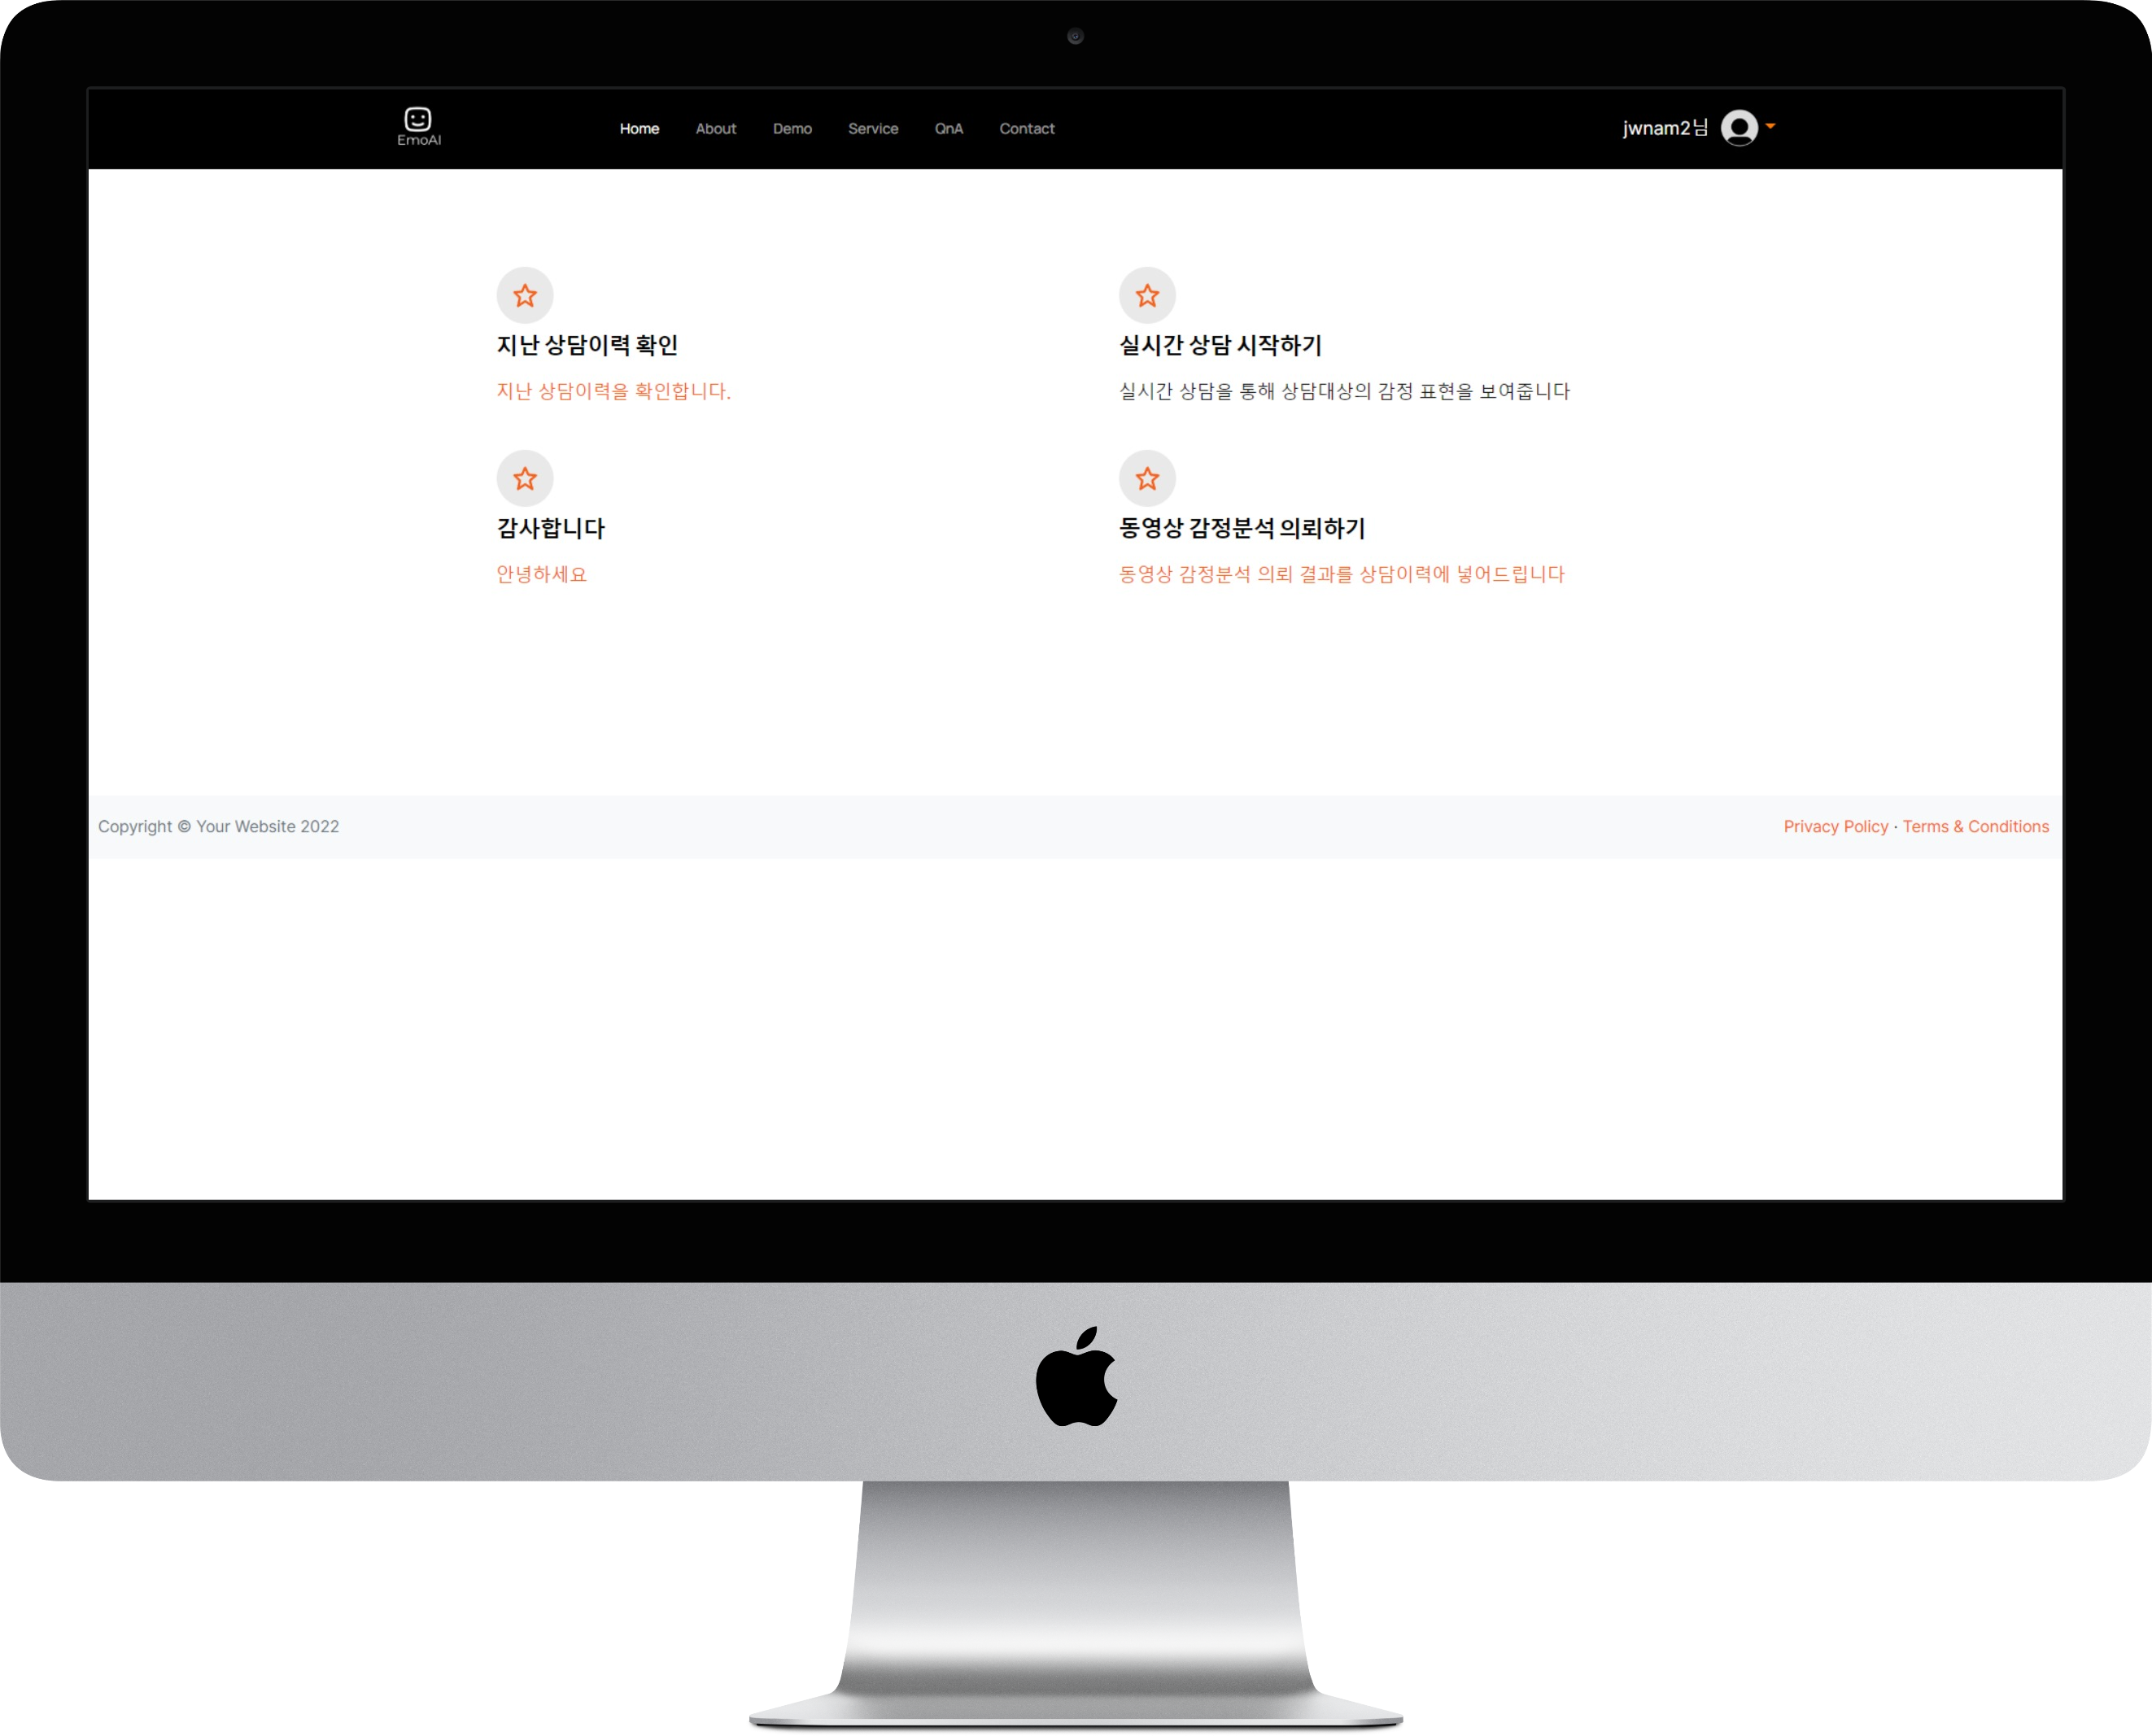 EmoAI
Home About Demo Service QnA Contact
jwnam2님
지난 상담이력 확인
지난 상담이력을 확인합니다.
실시간 상담 시작하기
실시간 상담을 통해 상담대상의 감정 표현을 보여줍니다
감사합니다
안녕하세요
동영상 감정분석 의뢰하기
동영상 감정분석 의뢰 결과를 상담이력에 넣어드립니다
Copyright © Your Website 2022
Privacy Policy · Terms & Conditions